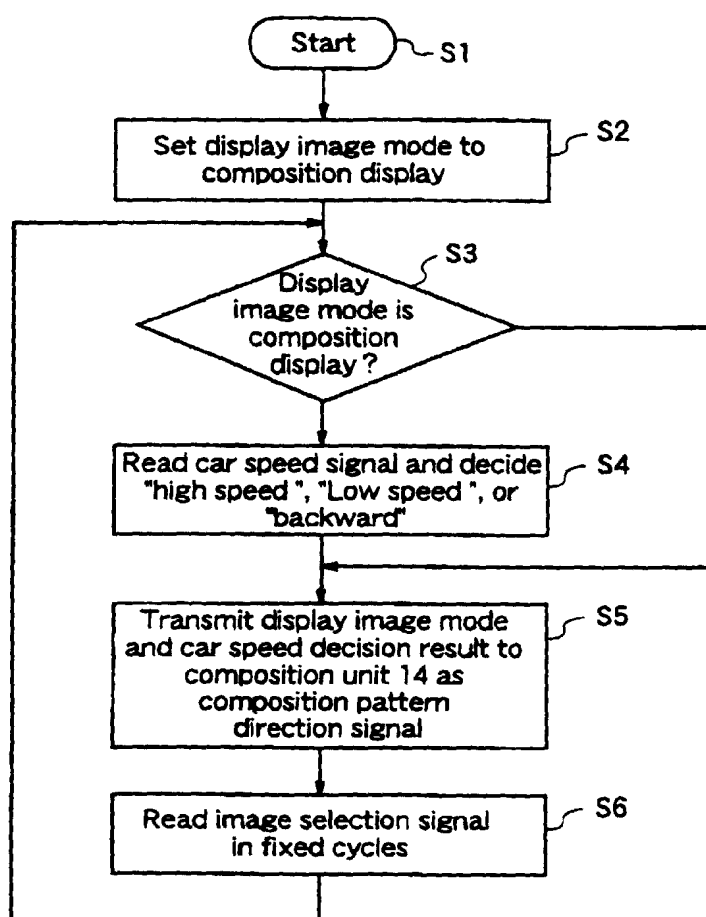 Start
S1
Set display image mode to
composition display
S2
S3
Display
image mode is
composition
display ?
Read car speed signal and decide
"high speed ", "Low speed ", or
"backward"
S4
Transmit display image mode
and car speed decision result to
composition unit 14 as
composition pattern
direction signal
S5
Read image selection signal
in fixed cycles
S6